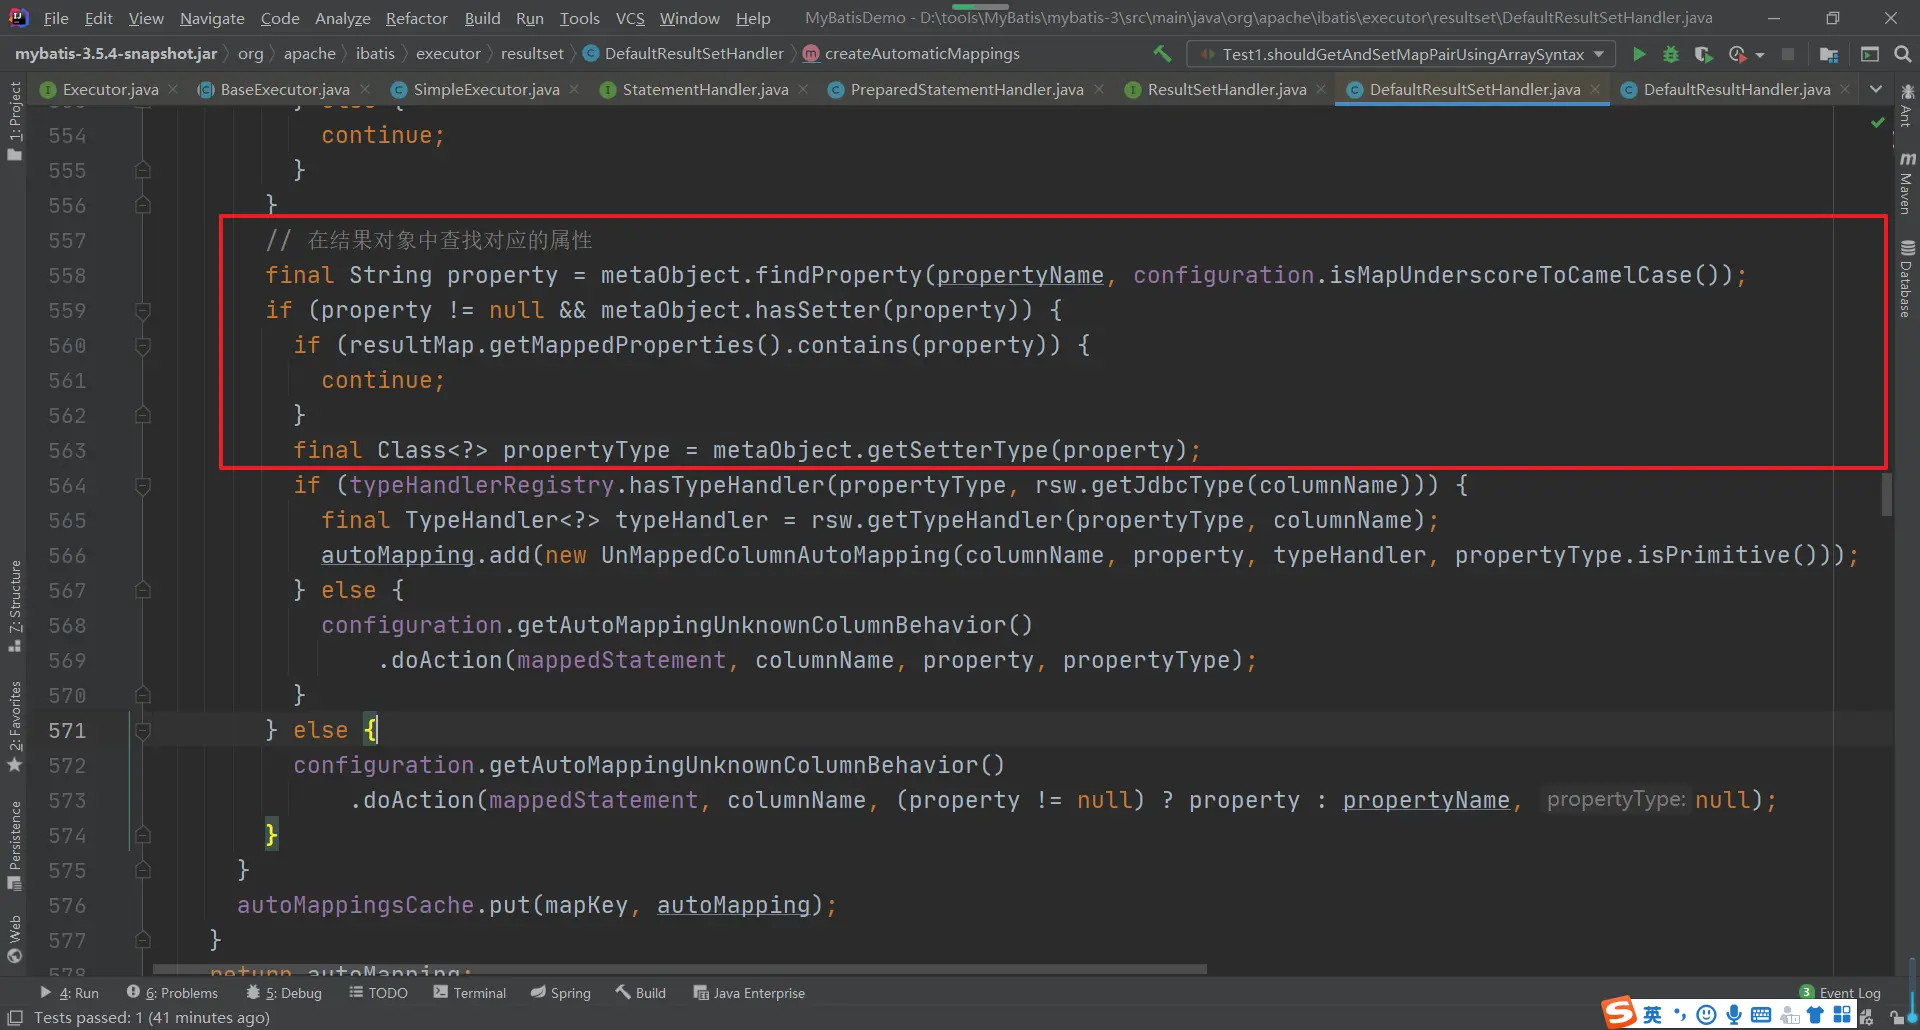 File Edit View Navigate Code Analyze Refactor Build Run Tools VCS Window Help MyBatisDemo - D:\tools\MyBatis\mybatis-3\src\main\java\org\apache\ibatis\executor\resultset\DefaultResultSetHandler.java
mybatis-3.5.4-snapshot.jar org apache ibatis executor resultset DefaultResultSetHandler createAutomaticMappings Test1.shouldGetAndSetMapPairUsingArraySyntax
Executor.java BaseExecutor.java SimpleExecutor.java StatementHandler.java PreparedStatementHandler.java ResultSetHandler.java DefaultResultSetHandler.java DefaultResultHandler.java
1: Project
Z: Structure
2: Favorites
Persistence
Web
Ant
Maven
Database
} else {
554 continue;
555 }
556 }
557 // 在结果对象中查找对应的属性
558 final String property = metaObject.findProperty(propertyName, configuration.isMapUnderscoreToCamelCase());
559 if (property != null && metaObject.hasSetter(property)) {
560 if (resultMap.getMappedProperties().contains(property)) {
561 continue;
562 }
563 final Class<?> propertyType = metaObject.getSetterType(property);
564 if (typeHandlerRegistry.hasTypeHandler(propertyType, rsw.getJdbcType(columnName))) {
565 final TypeHandler<?> typeHandler = rsw.getTypeHandler(propertyType, columnName);
566 autoMapping.add(new UnMappedColumnAutoMapping(columnName, property, typeHandler, propertyType.isPrimitive()));
567 } else {
568 configuration.getAutoMappingUnknownColumnBehavior()
569 .doAction(mappedStatement, columnName, property, propertyType);
570 }
571 } else {
572 configuration.getAutoMappingUnknownColumnBehavior()
573 .doAction(mappedStatement, columnName, (property != null) ? property : propertyName, propertyType: null);
574 }
575 }
576 autoMappingsCache.put(mapKey, autoMapping);
577 }
578 return autoMapping;
4: Run 6: Problems 5: Debug TODO Terminal Spring Build Java Enterprise 3 Event Log
Tests passed: 1 (41 minutes ago)
英